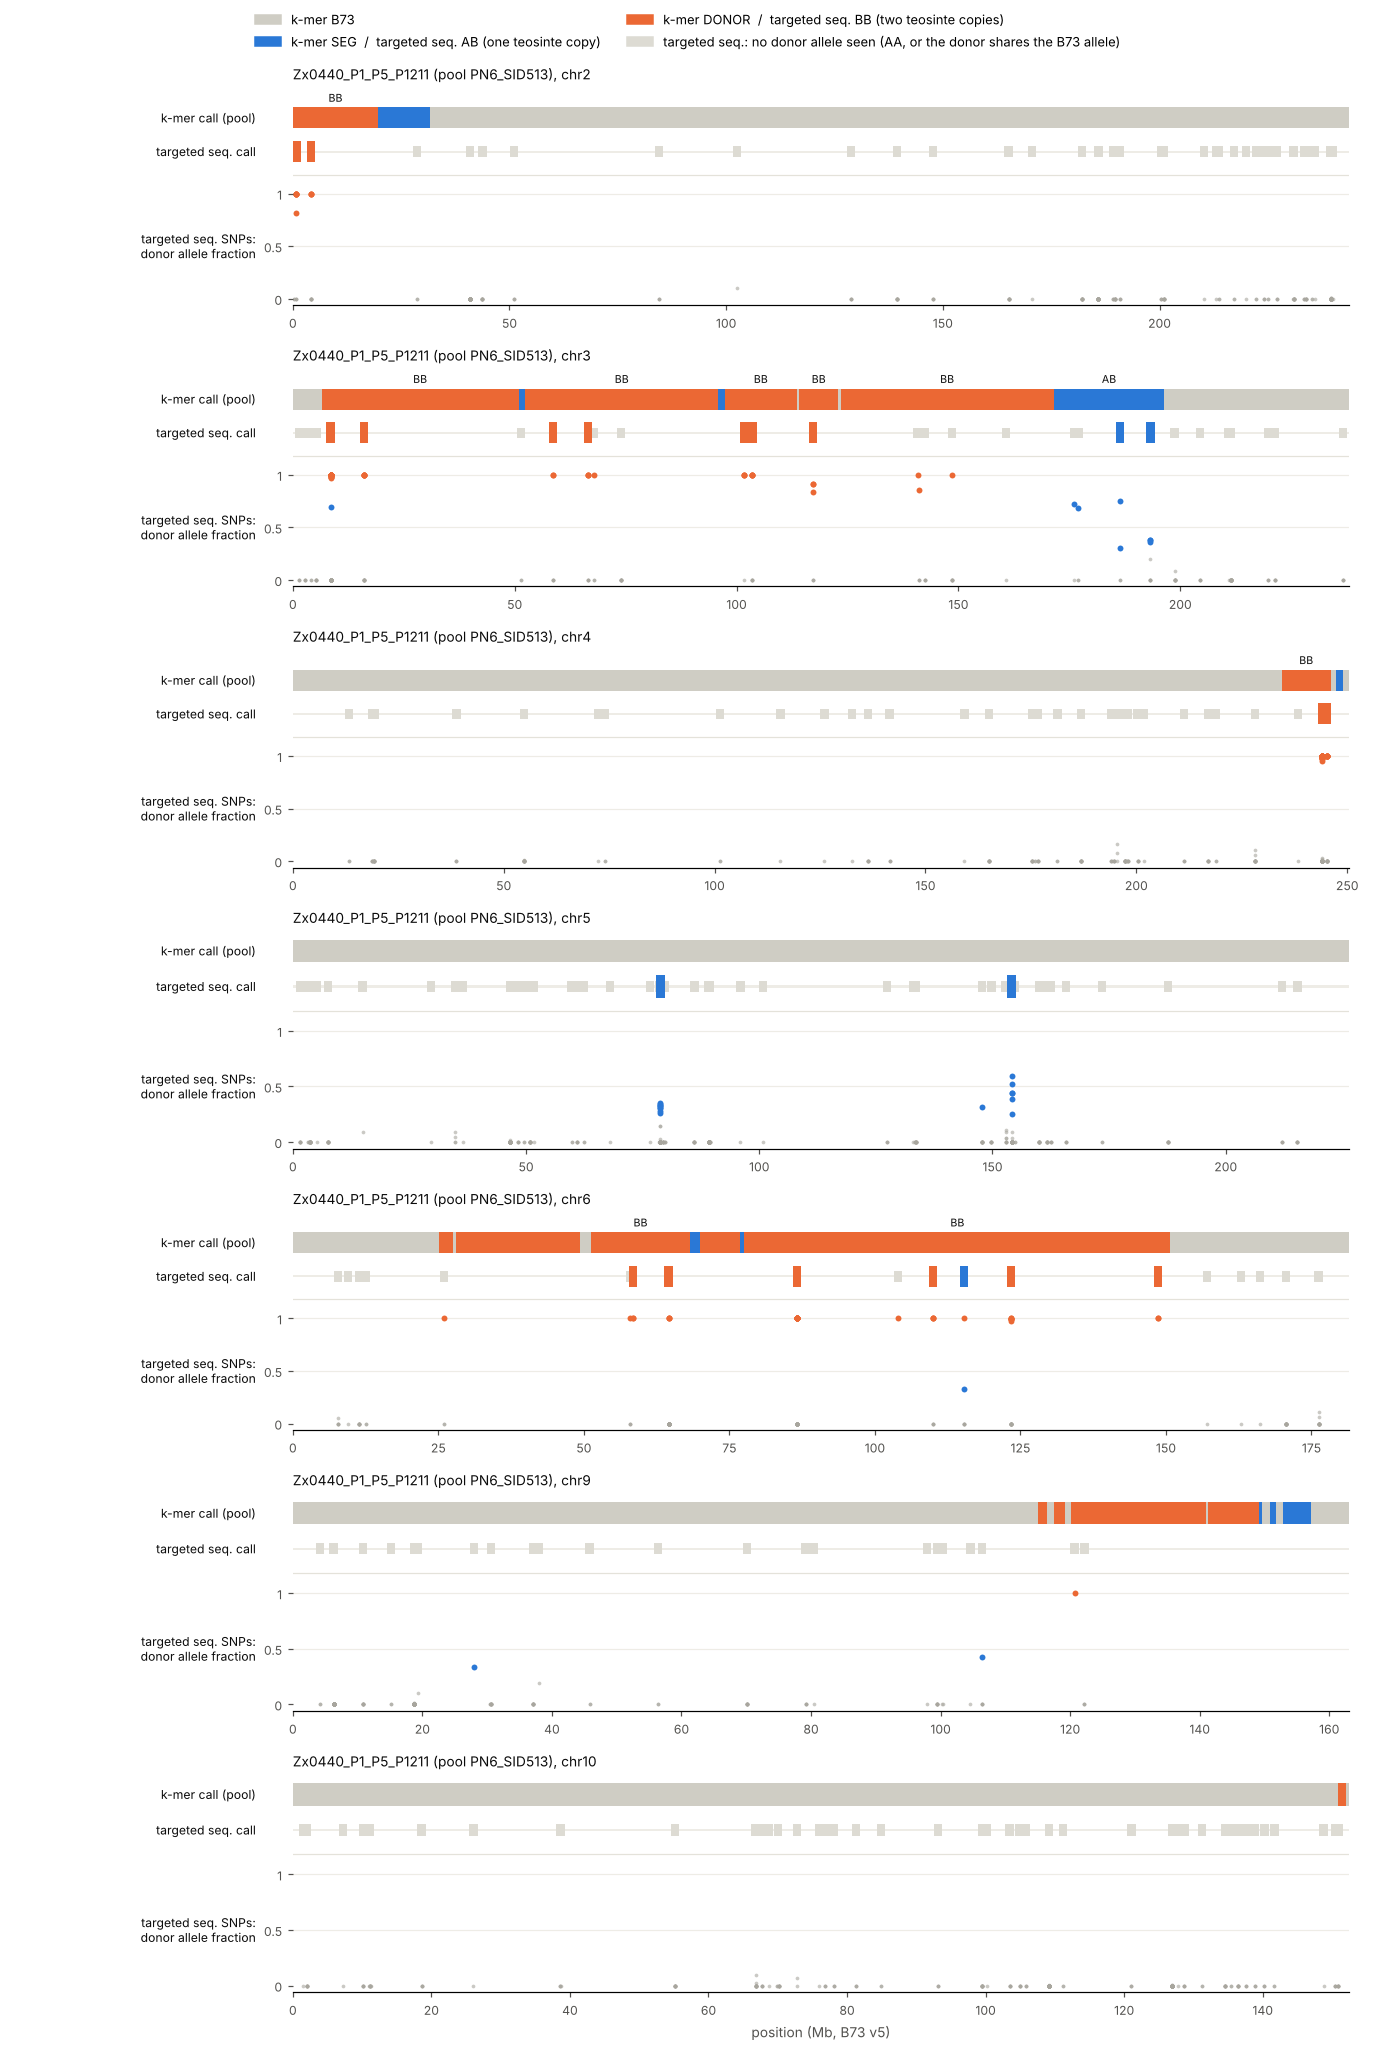 k-mer B73
k-mer DONOR / targeted seq. BB (two teosinte copies)
k-mer SEG / targeted seq. AB (one teosinte copy)
targeted seq.: no donor allele seen (AA, or the donor shares the B73 allele)
Zx0440_P1_P5_P1211 (pool PN6_SID513), chr2
BB
k-mer call (pool)
targeted seq. call
1
targeted seq. SNPs:
donor allele fraction
0.5
0
0 50 100 150 200
Zx0440_P1_P5_P1211 (pool PN6_SID513), chr3
BB BB BB BB BB AB
k-mer call (pool)
targeted seq. call
1
targeted seq. SNPs:
donor allele fraction
0.5
0
0 50 100 150 200
Zx0440_P1_P5_P1211 (pool PN6_SID513), chr4
BB
k-mer call (pool)
targeted seq. call
1
targeted seq. SNPs:
donor allele fraction
0.5
0
0 50 100 150 200 250
Zx0440_P1_P5_P1211 (pool PN6_SID513), chr5
k-mer call (pool)
targeted seq. call
1
targeted seq. SNPs:
donor allele fraction
0.5
0
0 50 100 150 200
Zx0440_P1_P5_P1211 (pool PN6_SID513), chr6
BB BB
k-mer call (pool)
targeted seq. call
1
targeted seq. SNPs:
donor allele fraction
0.5
0
0 25 50 75 100 125 150 175
Zx0440_P1_P5_P1211 (pool PN6_SID513), chr9
k-mer call (pool)
targeted seq. call
1
targeted seq. SNPs:
donor allele fraction
0.5
0
0 20 40 60 80 100 120 140 160
Zx0440_P1_P5_P1211 (pool PN6_SID513), chr10
k-mer call (pool)
targeted seq. call
1
targeted seq. SNPs:
donor allele fraction
0.5
0
0 20 40 60 80 100 120 140
position (Mb, B73 v5)